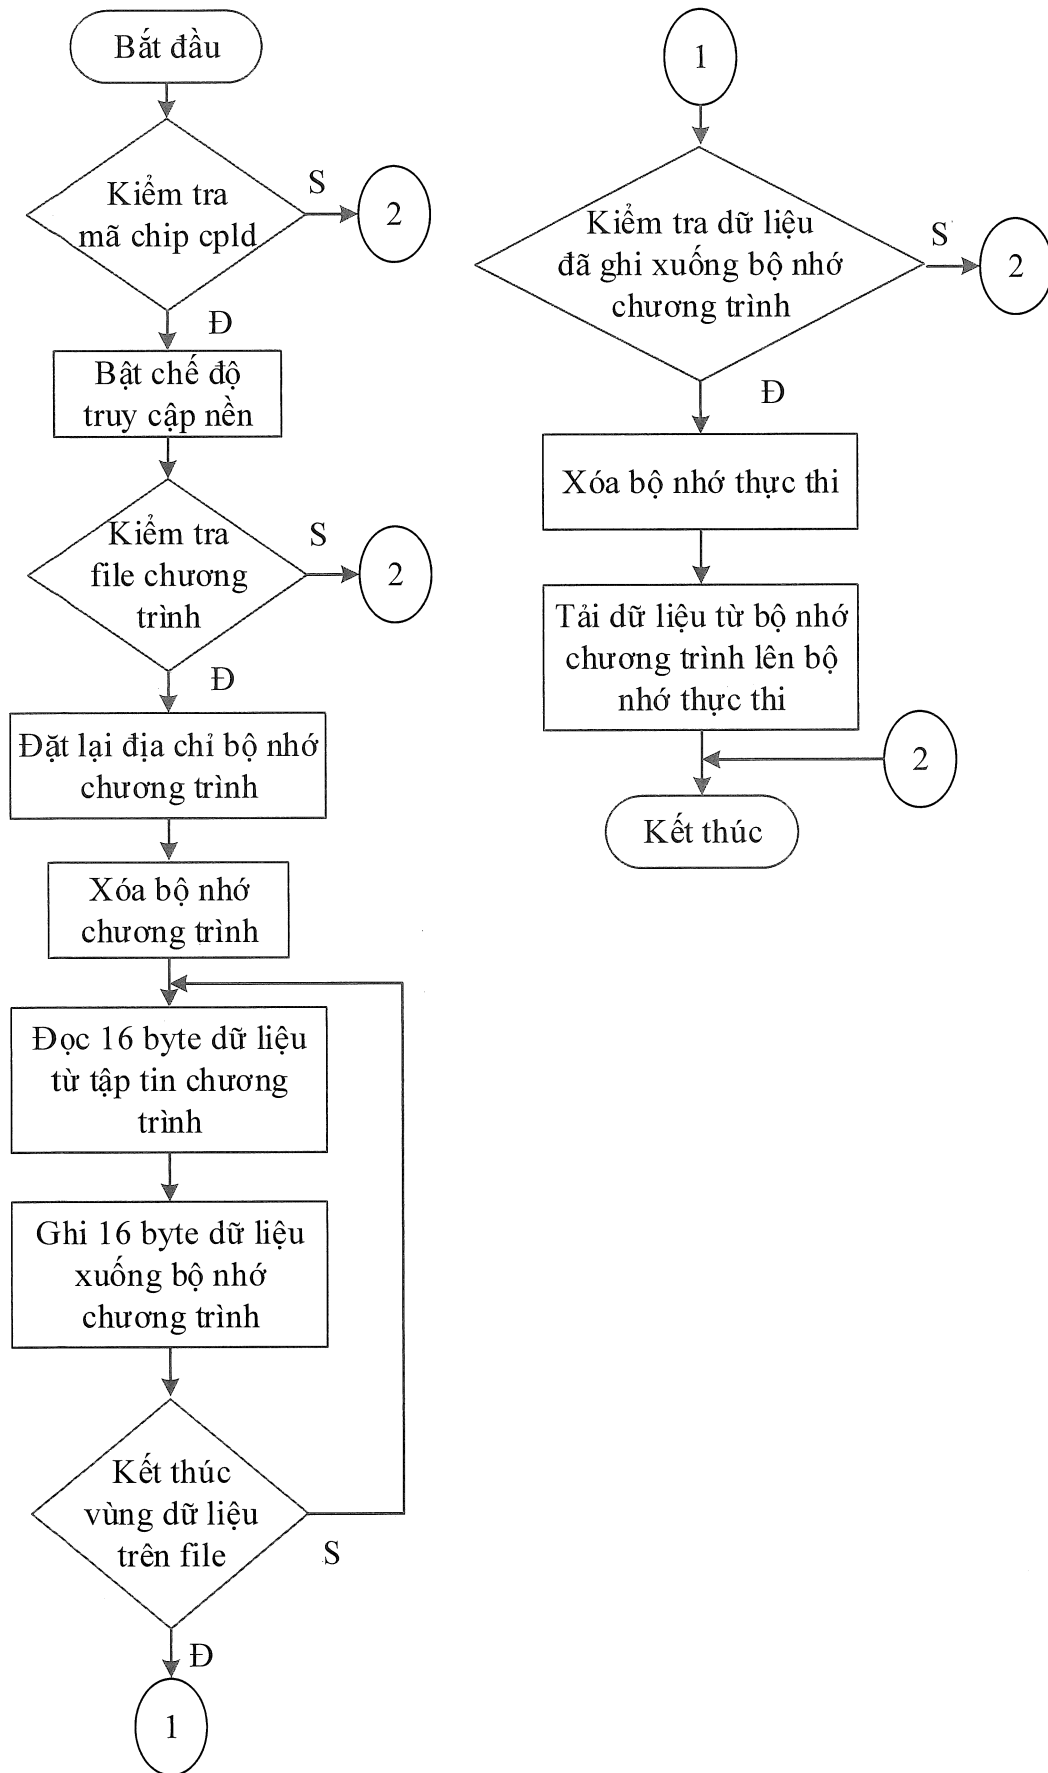 Bắt đầu
Kiểm tra
mã chip cpld
S
2
Đ
Bật chế độ
truy cập nền
Kiểm tra
file chương
trình
S
2
Đ
Đặt lại địa chỉ bộ nhớ
chương trình
Xóa bộ nhớ
chương trình
Đọc 16 byte dữ liệu
từ tập tin chương
trình
Ghi 16 byte dữ liệu
xuống bộ nhớ
chương trình
Kết thúc
vùng dữ liệu
trên file
S
Đ
1
1
Kiểm tra dữ liệu
đã ghi xuống bộ nhớ
chương trình
S
2
Đ
Xóa bộ nhớ thực thi
Tải dữ liệu từ bộ nhớ
chương trình lên bộ
nhớ thực thi
2
Kết thúc